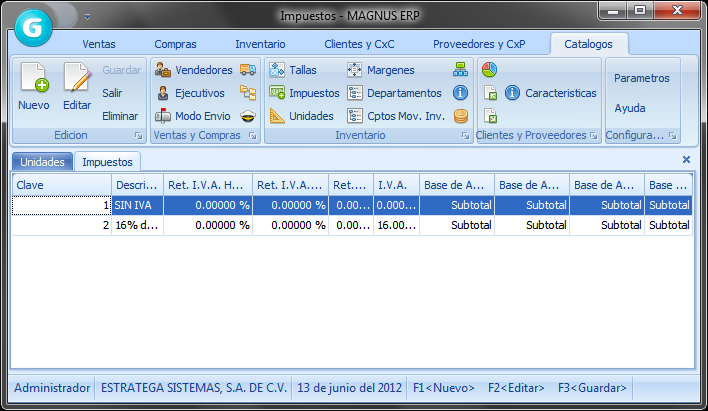 Impuestos - MAGNUS ERP
G
Ventas Compras Inventario Clientes y CxC Proveedores y CxP Catalogos
Nuevo Editar Guardar Salir Eliminar
Edicion
Vendedores
Ejecutivos
Modo Envio
Ventas y Compras
Tallas Margenes
Impuestos Departamentos
Unidades Cptos Mov. Inv.
Inventario
Caracteristicas
Clientes y Proveedores
Parametros
Ayuda
Configura...
Unidades Impuestos
Clave Descri... Ret. I.V.A. H... Ret. I.V.A.... Ret.... I.V.A. Base de A... Base de A... Base de A... Base ...
1 SIN IVA 0.00000 % 0.00000 % 0.00... 0.000... Subtotal Subtotal Subtotal Subtotal
2 16% d... 0.00000 % 0.00000 % 0.00... 16.00... Subtotal Subtotal Subtotal Subtotal
Administrador ESTRATEGA SISTEMAS, S.A. DE C.V. 13 de junio del 2012 F1<Nuevo> F2<Editar> F3<Guardar>